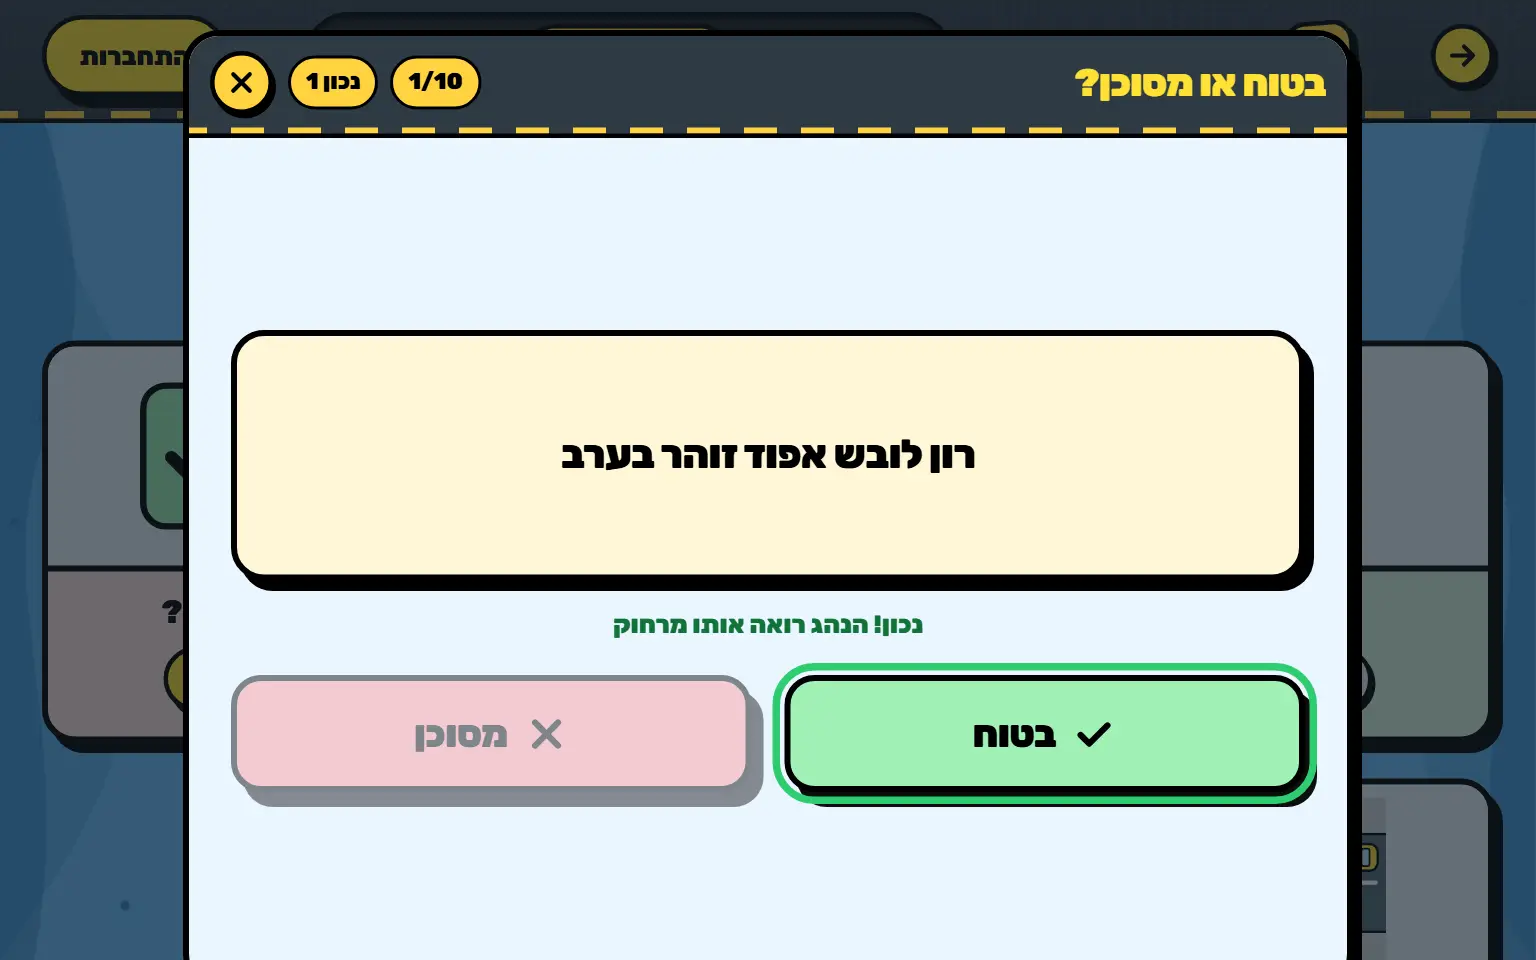 התחברות
בטוח או מסוכן?
1/10
נכון 1
רון לובש אפוד זוהר בערב
נכון! הנהג רואה אותו מרחוק
בטוח
מסוכן
?